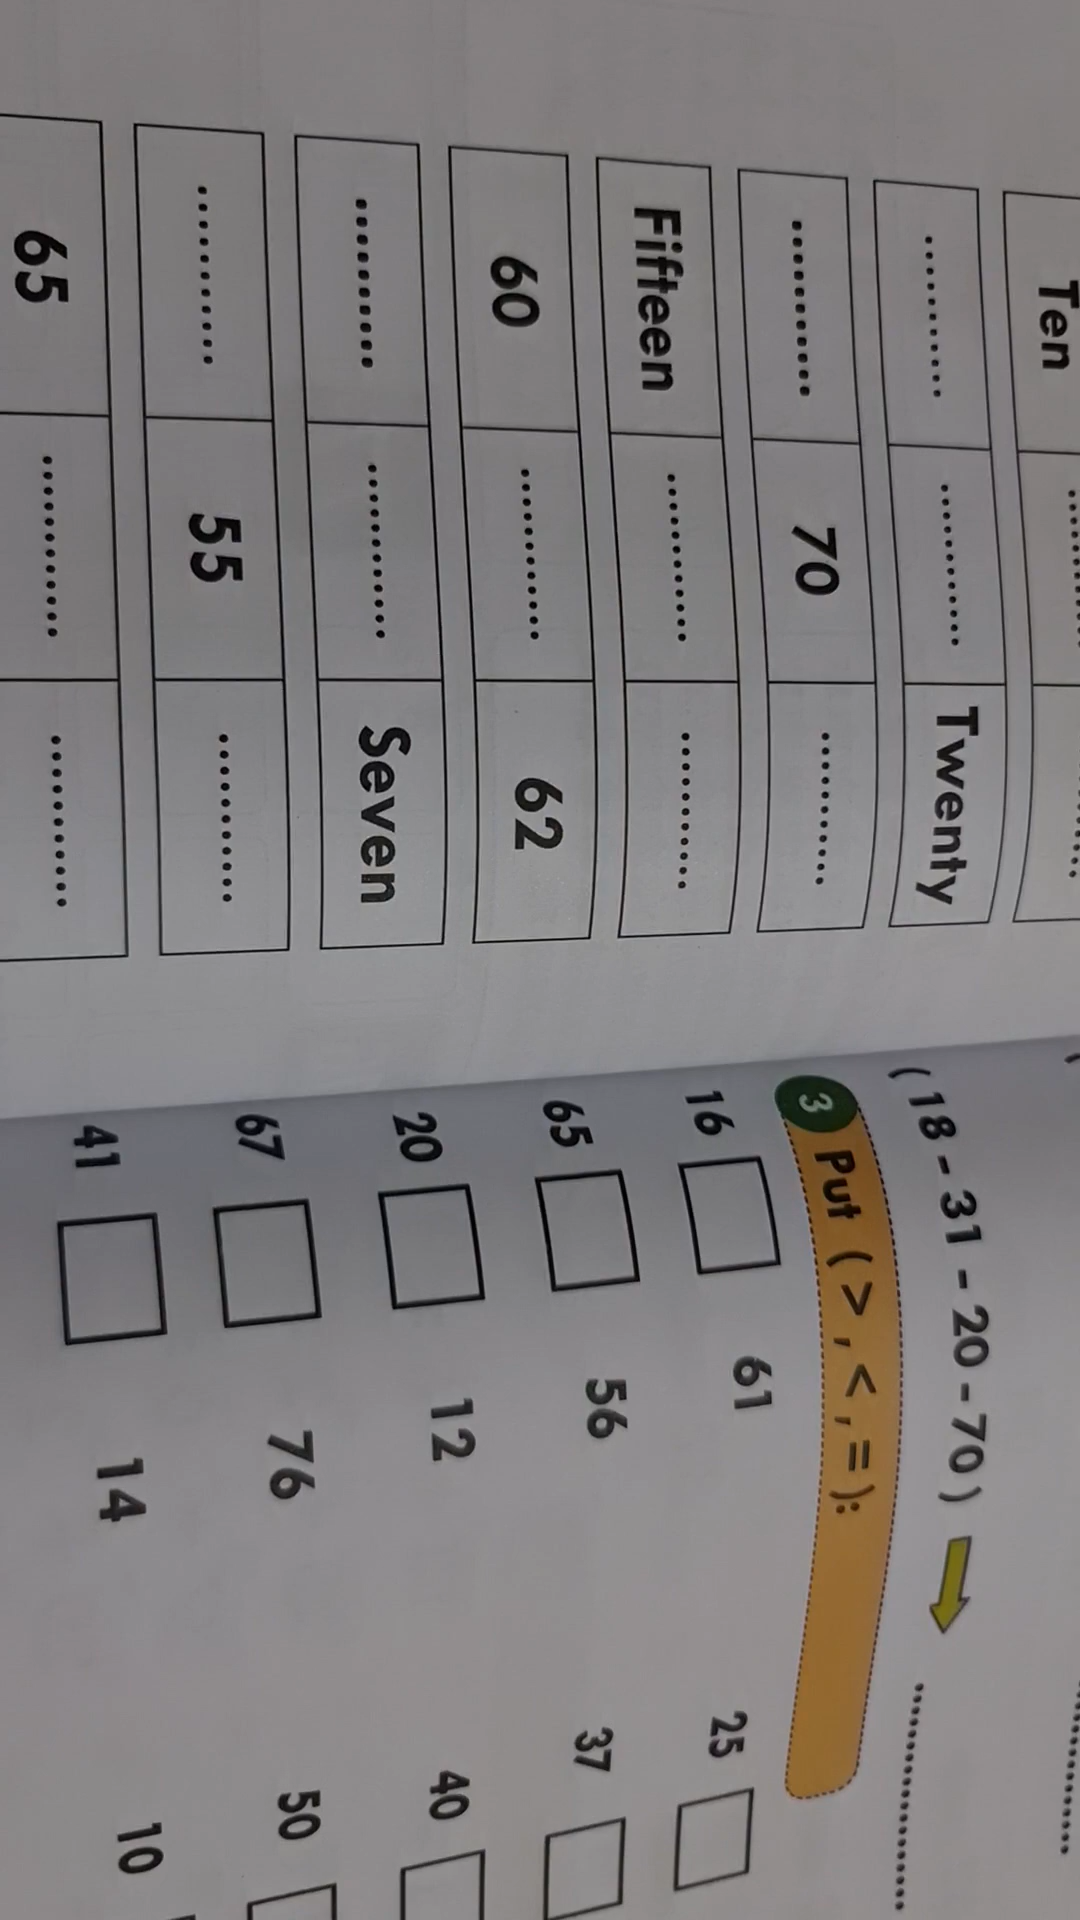 Ten
.......... .......... Twenty
.......... 70 ..........
Fifteen .......... ..........
60 .......... 62
.......... .......... Seven
.......... 55 ..........
65 .......... ..........
( 18 - 31 - 20 - 70 )
3 Put ( > , < , = ):
16 61 25
65 56 37
20 12 40
67 76 50
41 14 10